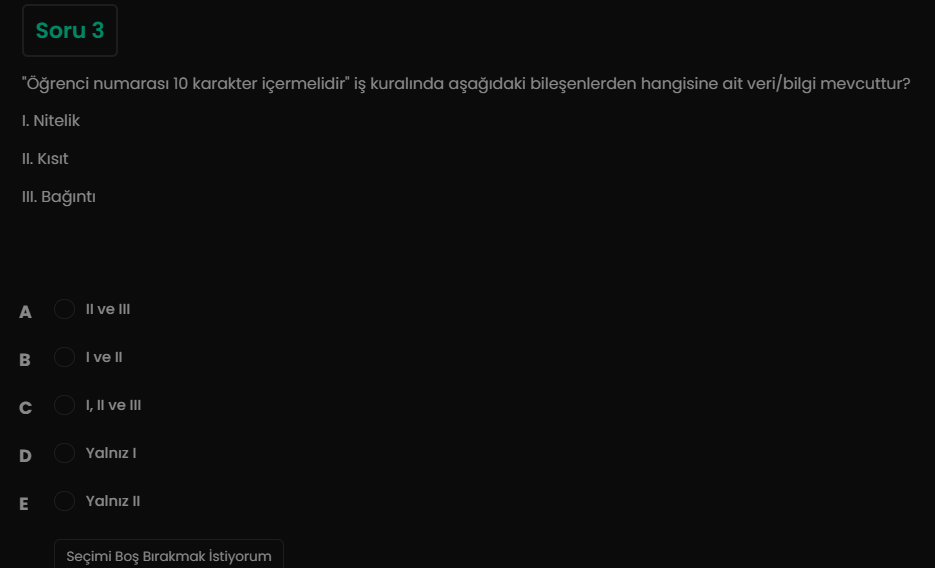 Soru 3
"Öğrenci numarası 10 karakter içermelidir" iş kuralında aşağıdaki bileşenlerden hangisine ait veri/bilgi mevcuttur?
I. Nitelik
II. Kısıt
III. Bağıntı
A II ve III
B I ve II
C I, II ve III
D Yalnız I
E Yalnız II
Seçimi Boş Bırakmak İstiyorum